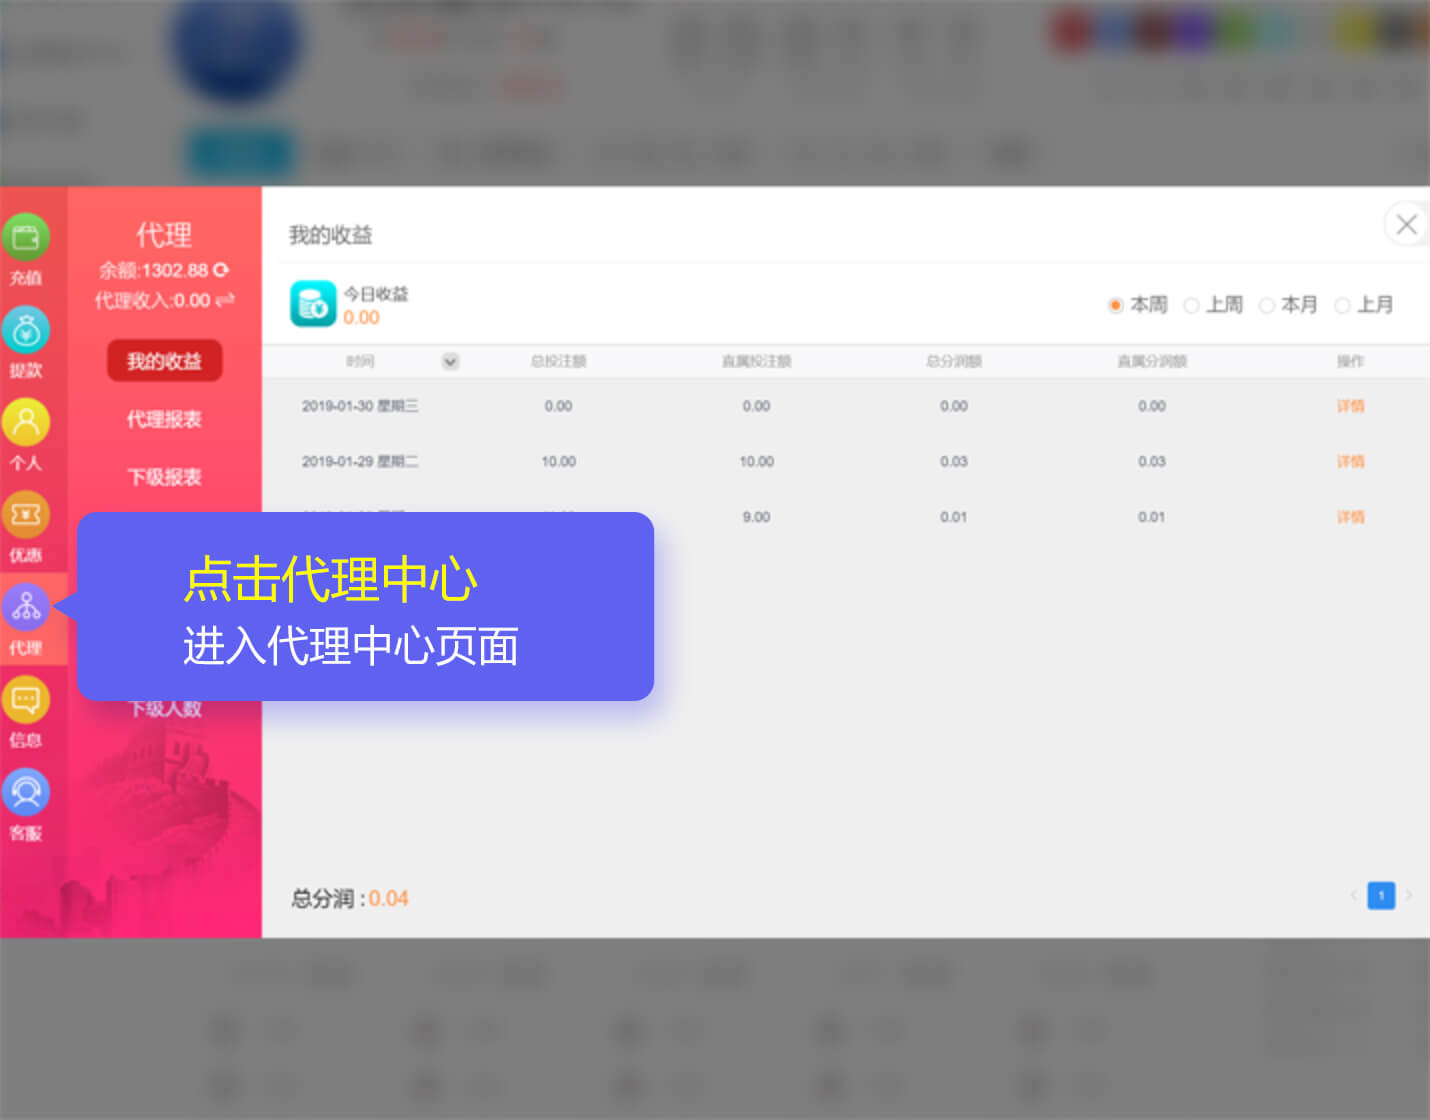 充值
提款
个人
优惠
代理
信息
客服
代理
余额:1302.88
代理收入:0.00
我的收益
代理报表
下级报表
下级人数
我的收益
今日收益
0.00
本周 上周 本月 上月
时间 总投注额 直属投注额 总分润额 直属分润额 操作
2019-01-30 星期三 0.00 0.00 0.00 0.00 详情
2019-01-29 星期二 10.00 10.00 0.03 0.03 详情
9.00 0.01 0.01 详情
点击代理中心
进入代理中心页面
总分润 : 0.04
1